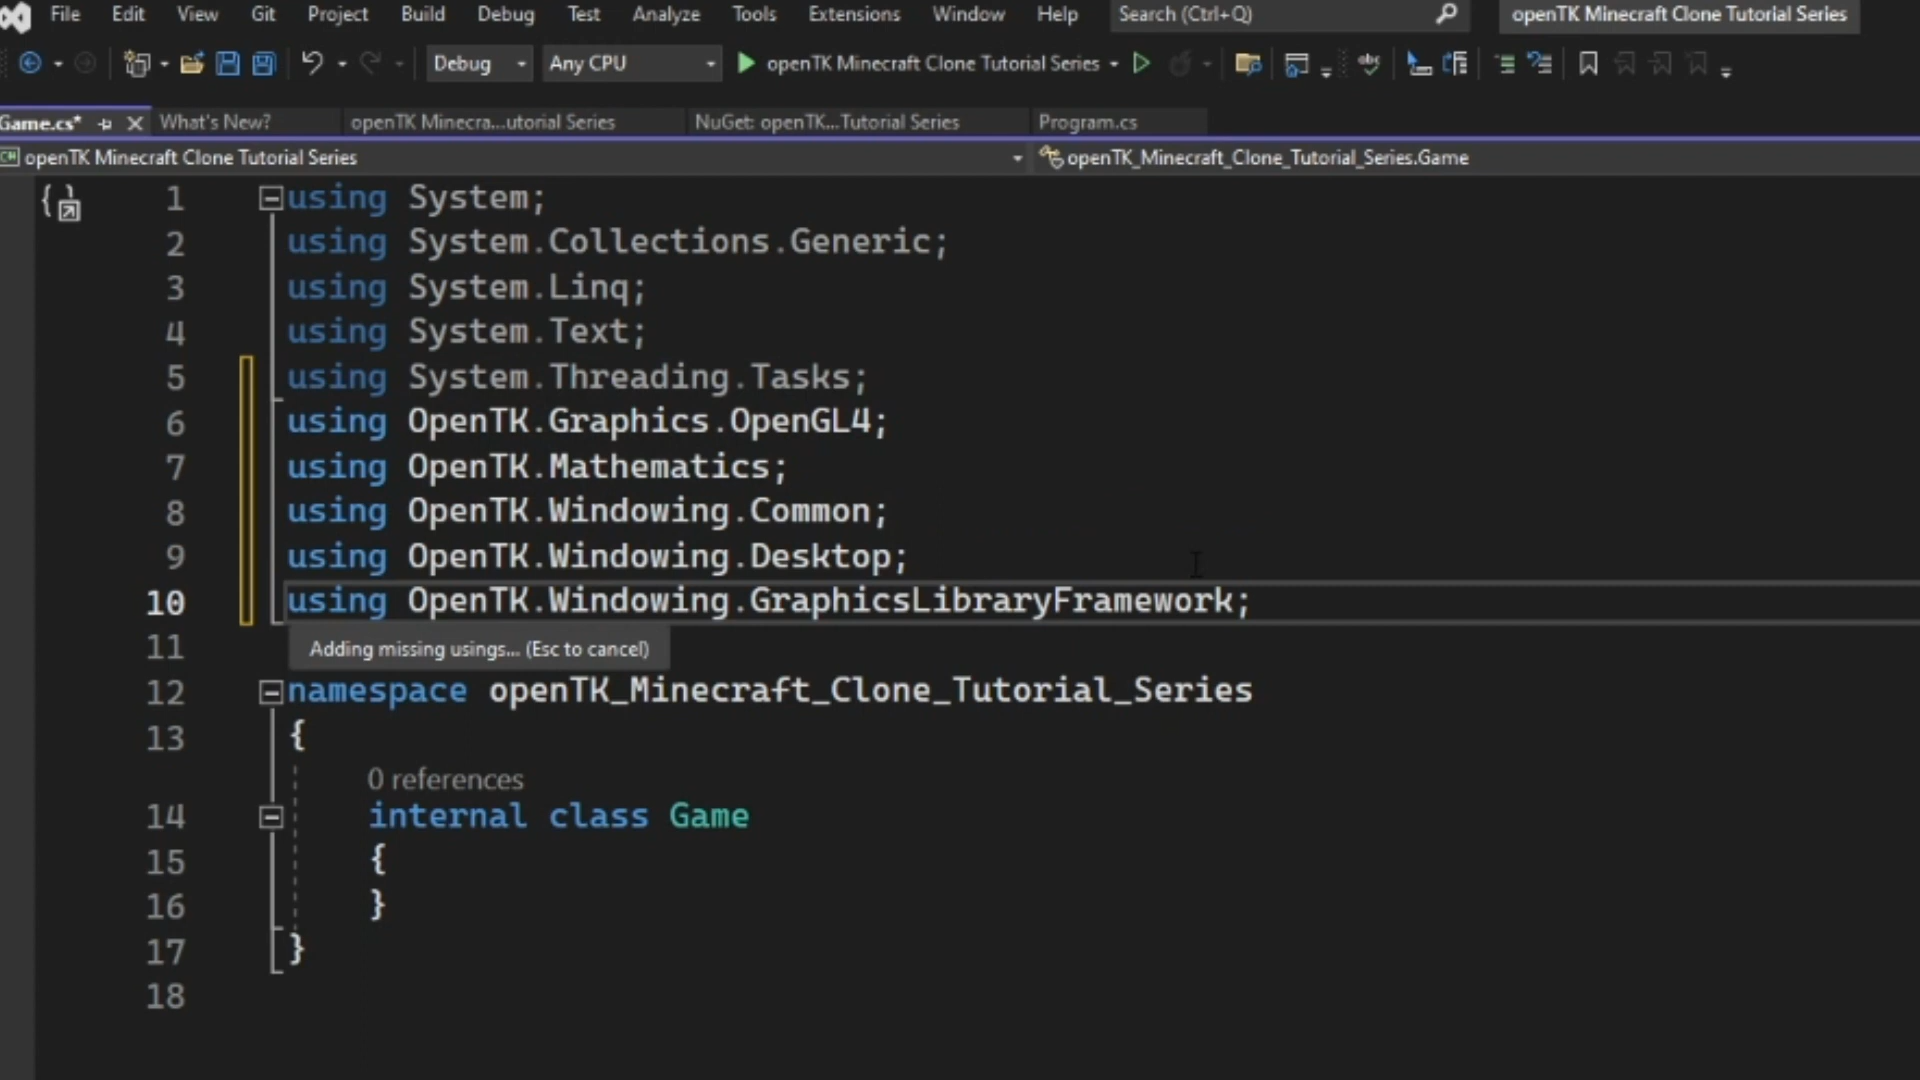 File Edit View Git Project Build Debug Test Analyze Tools Extensions Window Help Search (Ctrl+Q) openTK Minecraft Clone Tutorial Series
Debug Any CPU openTK Minecraft Clone Tutorial Series
Game.cs* What's New? openTK Minecra...utorial Series NuGet: openTK...Tutorial Series Program.cs
openTK Minecraft Clone Tutorial Series openTK_Minecraft_Clone_Tutorial_Series.Game
1 using System;
2 using System.Collections.Generic;
3 using System.Linq;
4 using System.Text;
5 using System.Threading.Tasks;
6 using OpenTK.Graphics.OpenGL4;
7 using OpenTK.Mathematics;
8 using OpenTK.Windowing.Common;
9 using OpenTK.Windowing.Desktop;
10 using OpenTK.Windowing.GraphicsLibraryFramework;
11
Adding missing usings... (Esc to cancel)
12 namespace openTK_Minecraft_Clone_Tutorial_Series
13 {
0 references
14 internal class Game
15 {
16 }
17 }
18